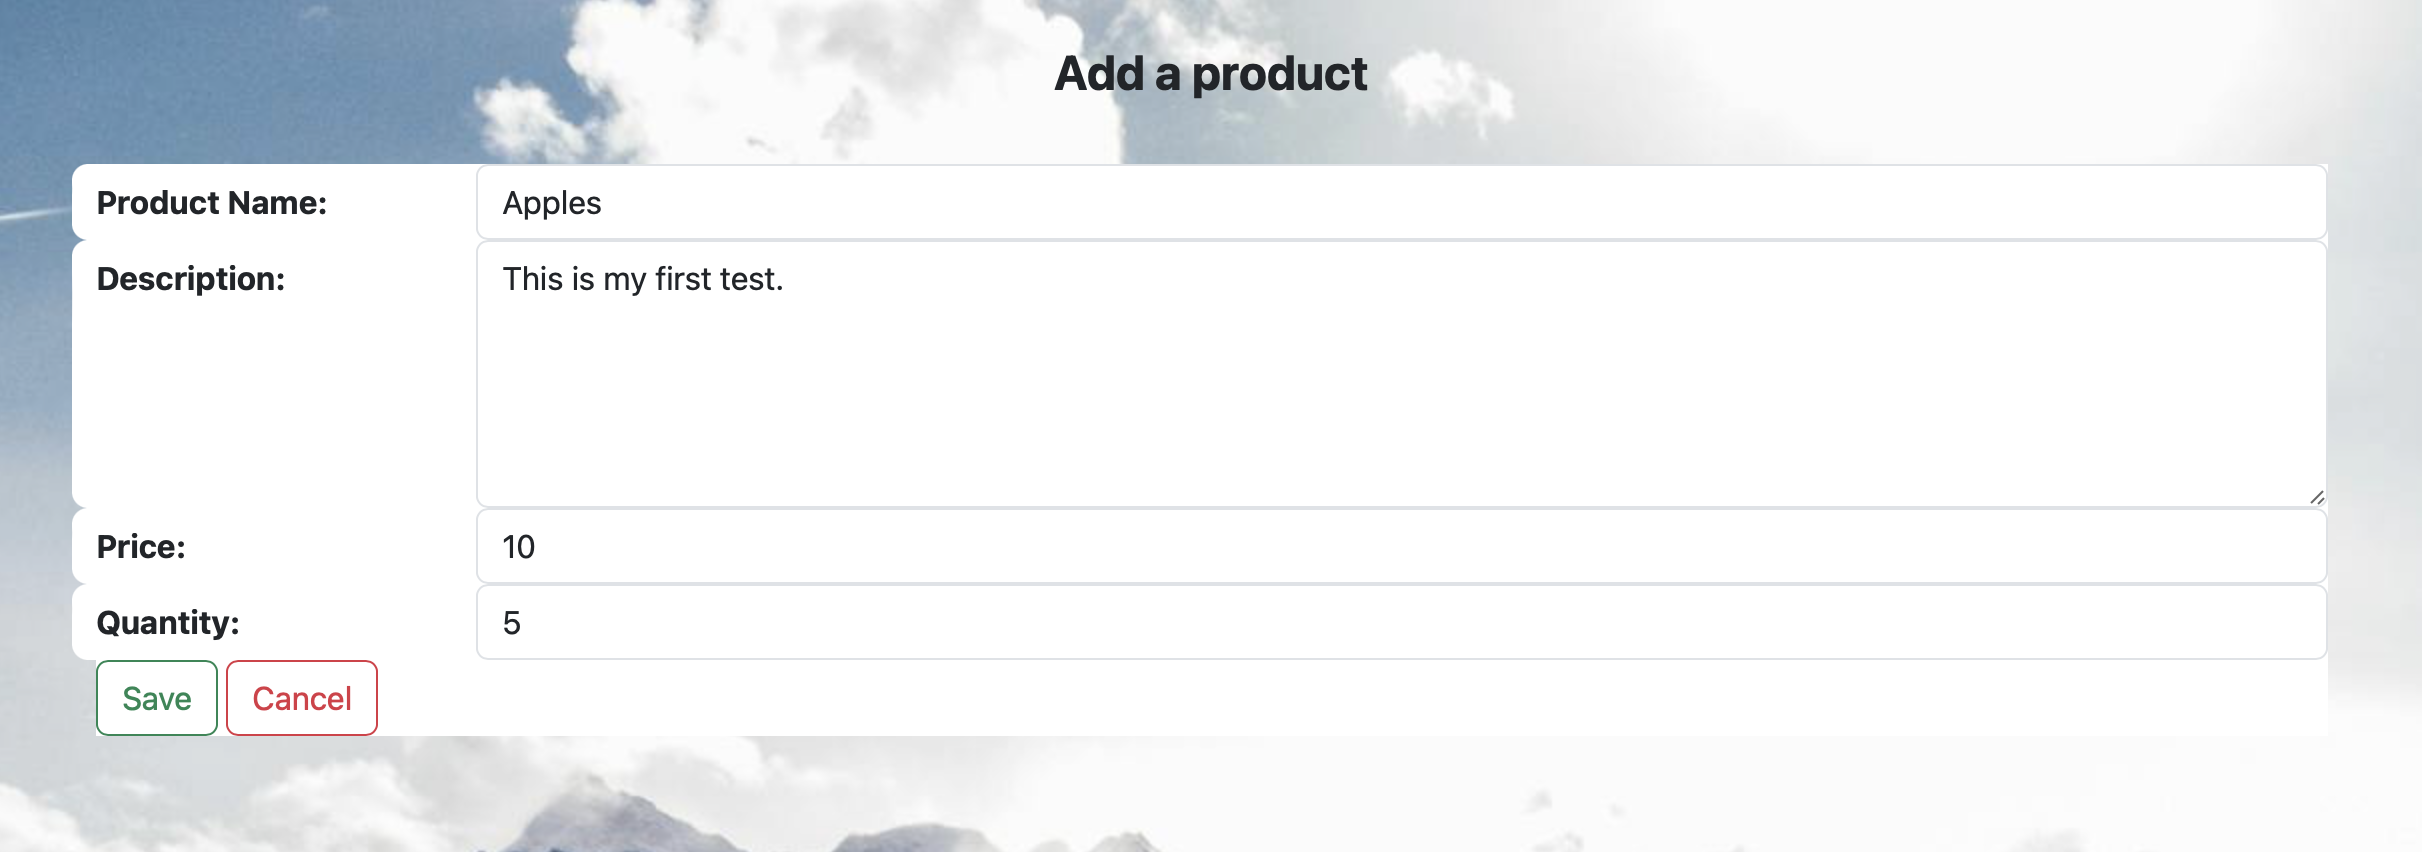 Add a product
Product Name: Apples
Description: This is my first test.
Price: 10
Quantity: 5
Save Cancel